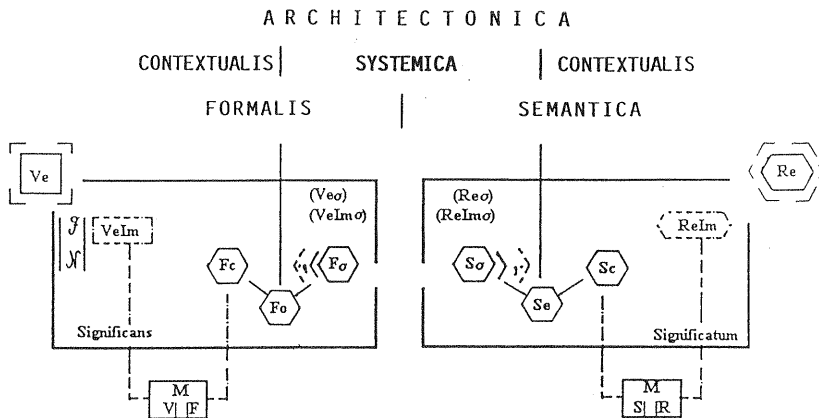 ARCHITECTONICA
CONTEXTUALIS SYSTEMICA CONTEXTUALIS
FORMALIS SEMANTICA
Ve Re
(Veσ) (Reσ)
(VeImσ) (ReImσ)
ℐ VeIm ReIm
𝒩
Fc Fσ Sσ r Sc
Fo Se
Significans Significatum
M M
V F S R